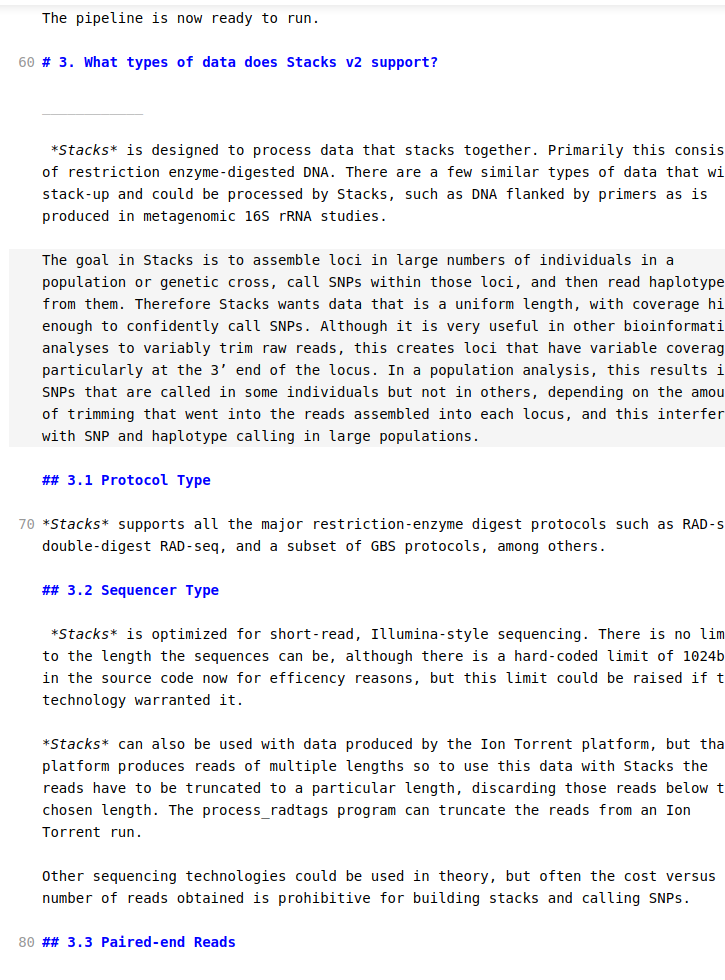 The pipeline is now ready to run.
60 # 3. What types of data does Stacks v2 support?
____________
*Stacks* is designed to process data that stacks together. Primarily this consis
of restriction enzyme-digested DNA. There are a few similar types of data that wi
stack-up and could be processed by Stacks, such as DNA flanked by primers as is
produced in metagenomic 16S rRNA studies.
The goal in Stacks is to assemble loci in large numbers of individuals in a
population or genetic cross, call SNPs within those loci, and then read haplotype
from them. Therefore Stacks wants data that is a uniform length, with coverage hi
enough to confidently call SNPs. Although it is very useful in other bioinformati
analyses to variably trim raw reads, this creates loci that have variable coverag
particularly at the 3’ end of the locus. In a population analysis, this results i
SNPs that are called in some individuals but not in others, depending on the amou
of trimming that went into the reads assembled into each locus, and this interfer
with SNP and haplotype calling in large populations.
## 3.1 Protocol Type
70 *Stacks* supports all the major restriction-enzyme digest protocols such as RAD-s
double-digest RAD-seq, and a subset of GBS protocols, among others.
## 3.2 Sequencer Type
*Stacks* is optimized for short-read, Illumina-style sequencing. There is no lim
to the length the sequences can be, although there is a hard-coded limit of 1024b
in the source code now for efficency reasons, but this limit could be raised if t
technology warranted it.
*Stacks* can also be used with data produced by the Ion Torrent platform, but tha
platform produces reads of multiple lengths so to use this data with Stacks the
reads have to be truncated to a particular length, discarding those reads below t
chosen length. The process_radtags program can truncate the reads from an Ion
Torrent run.
Other sequencing technologies could be used in theory, but often the cost versus
number of reads obtained is prohibitive for building stacks and calling SNPs.
80 ## 3.3 Paired-end Reads